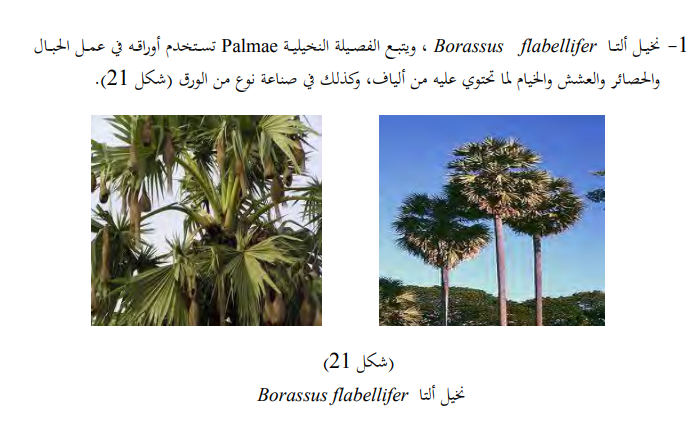 1- نخيل ألتا Borassus flabellifer ، ويتبع الفصيلة النخيلية Palmae تستخدم أوراقه في عمل الحبال
والحصائر والعشش والخيام لما تحتوي عليه من ألياف، وكذلك في صناعة نوع من الورق (شكل 21).
(شكل 21)
نخيل ألتا Borassus flabellifer